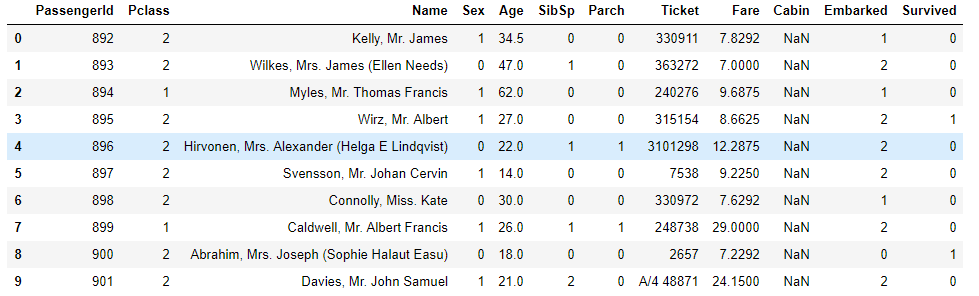 PassengerId Pclass Name Sex Age SibSp Parch Ticket Fare Cabin Embarked Survived
0 892 2 Kelly, Mr. James 1 34.5 0 0 330911 7.8292 NaN 1 0
1 893 2 Wilkes, Mrs. James (Ellen Needs) 0 47.0 1 0 363272 7.0000 NaN 2 0
2 894 1 Myles, Mr. Thomas Francis 1 62.0 0 0 240276 9.6875 NaN 1 0
3 895 2 Wirz, Mr. Albert 1 27.0 0 0 315154 8.6625 NaN 2 1
4 896 2 Hirvonen, Mrs. Alexander (Helga E Lindqvist) 0 22.0 1 1 3101298 12.2875 NaN 2 0
5 897 2 Svensson, Mr. Johan Cervin 1 14.0 0 0 7538 9.2250 NaN 2 0
6 898 2 Connolly, Miss. Kate 0 30.0 0 0 330972 7.6292 NaN 1 0
7 899 1 Caldwell, Mr. Albert Francis 1 26.0 1 1 248738 29.0000 NaN 2 0
8 900 2 Abrahim, Mrs. Joseph (Sophie Halaut Easu) 0 18.0 0 0 2657 7.2292 NaN 0 1
9 901 2 Davies, Mr. John Samuel 1 21.0 2 0 A/4 48871 24.1500 NaN 2 0